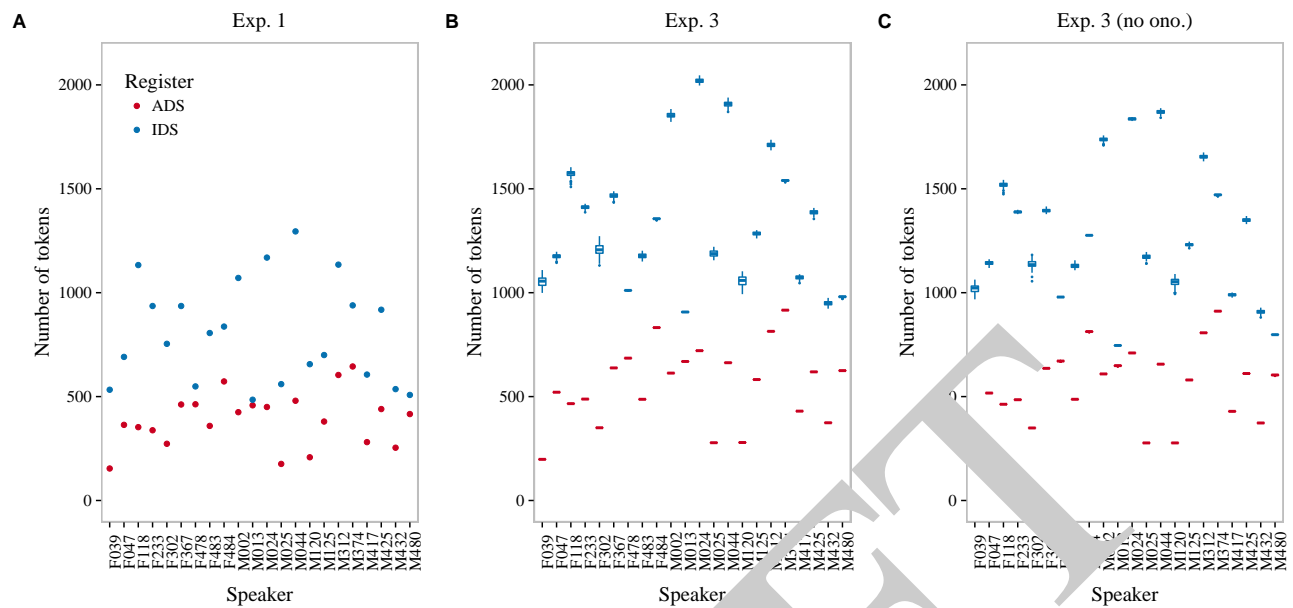 A
Exp. 1
B
Exp. 3
C
Exp. 3 (no ono.)
Register
ADS
IDS
Number of tokens
2000
1500
1000
500
0
F039
F047
F118
F233
F302
F367
F478
F483
F484
M002
M013
M024
M025
M044
M120
M125
M312
M374
M417
M425
M432
M480
Speaker
Number of tokens
2000
1500
1000
500
0
F039
F047
F118
F233
F302
F367
F478
F483
F484
M002
M013
M024
M025
M044
M120
M125
M425
M432
M480
Speaker
Number of tokens
2000
1500
1000
0
F039
F047
F118
F233
M024
M025
M044
M120
M125
M312
M374
M417
M425
M432
M480
Speaker
FT